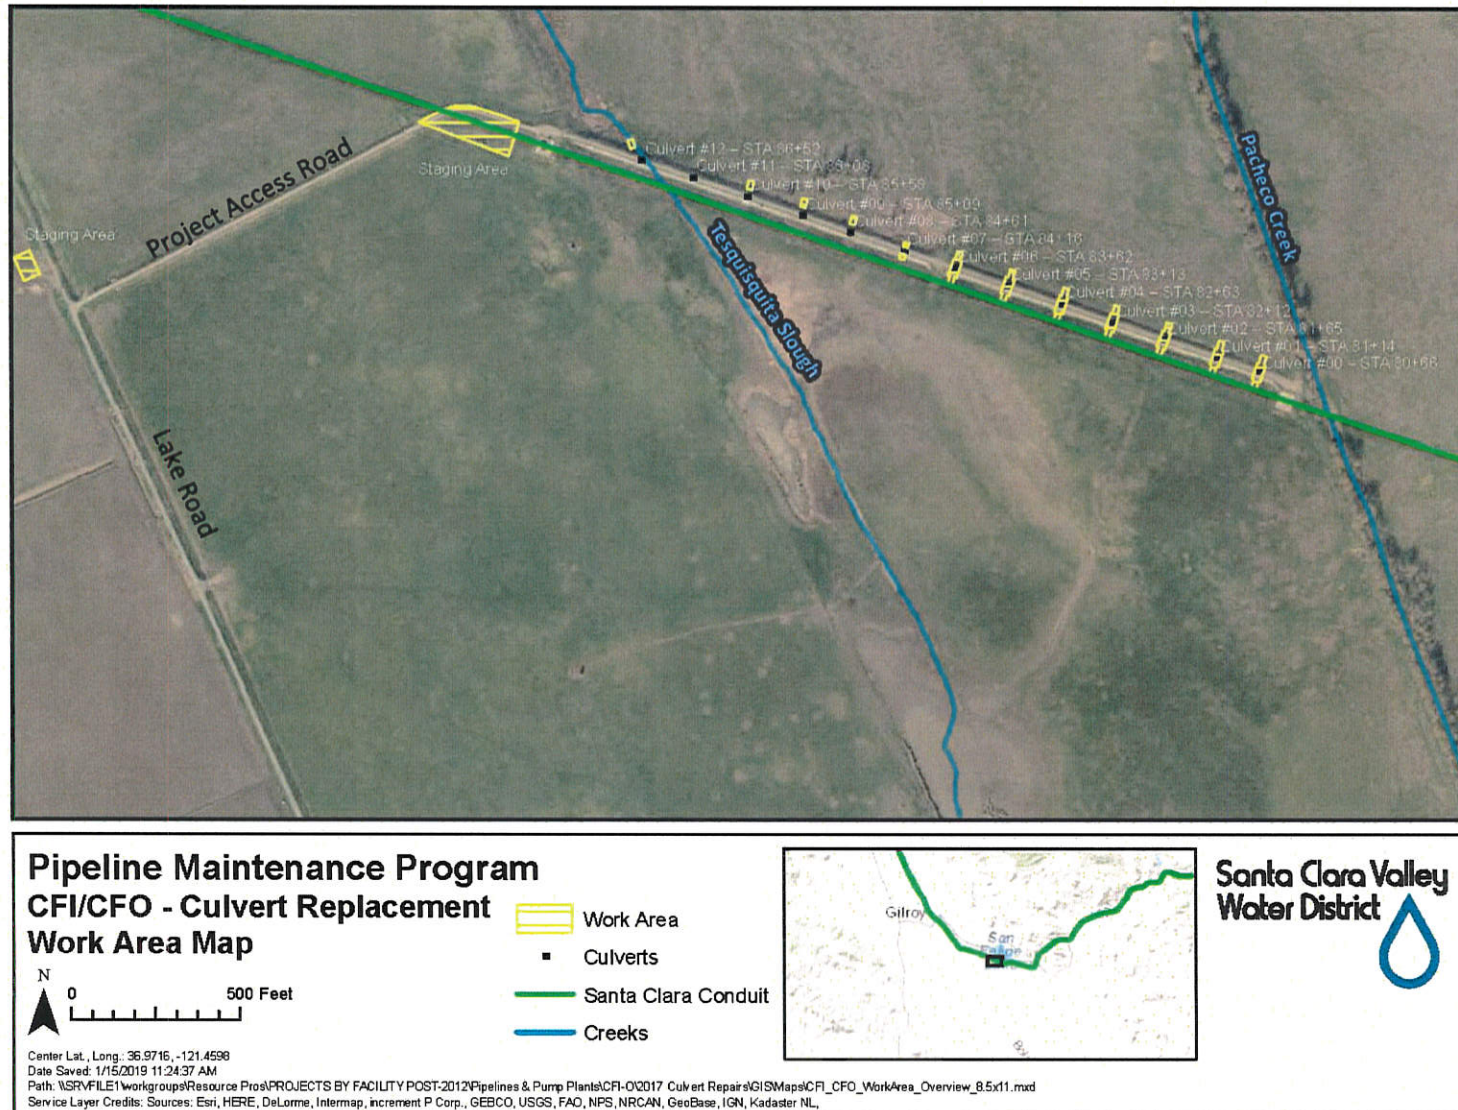 Project Access Road
Staging Area
Staging Area
Lake Road
Tesquisquita Slough
Pacheco Creek
Culvert #12 – STA 86+52
Culvert #11 – STA 86+06
Culvert #10 – STA 85+59
Culvert #09 – STA 85+09
Culvert #08 – STA 84+61
Culvert #07 – STA 84+16
Culvert #06 – STA 83+62
Culvert #05 – STA 83+13
Culvert #04 – STA 82+63
Culvert #03 – STA 82+12
Culvert #02 – STA 81+65
Culvert #01 – STA 81+14
Culvert #00 – STA 80+66
Pipeline Maintenance Program
CFI/CFO - Culvert Replacement
Work Area Map
N
0 500 Feet
Work Area
Culverts
Santa Clara Conduit
Creeks
Gilroy
San
Santa Clara Valley
Water District
Center Lat., Long.: 36.9716, -121.4598
Date Saved: 1/15/2019 11:24:37 AM
Path: \\SRVFILE1\workgroups\Resource Pros\PROJECTS BY FACILITY POST-2012\Pipelines & Pump Plants\CFI-O\2017 Culvert Repairs\GIS\Maps\CFI_CFO_WorkArea_Overview_8.5x11.mxd
Service Layer Credits: Sources: Esri, HERE, DeLorme, Intermap, increment P Corp., GEBCO, USGS, FAO, NPS, NRCAN, GeoBase, IGN, Kadaster NL,